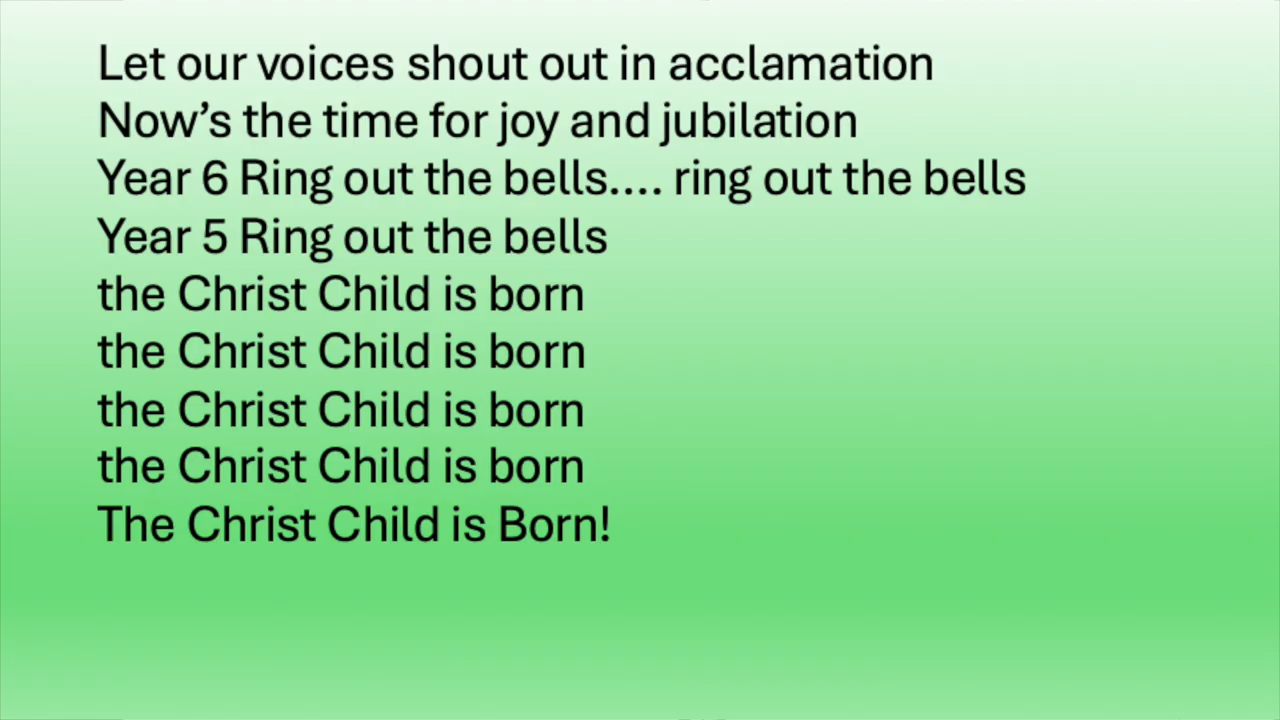 Let our voices shout out in acclamation
Now’s the time for joy and jubilation
Year 6 Ring out the bells.... ring out the bells
Year 5 Ring out the bells
the Christ Child is born
the Christ Child is born
the Christ Child is born
the Christ Child is born
The Christ Child is Born!